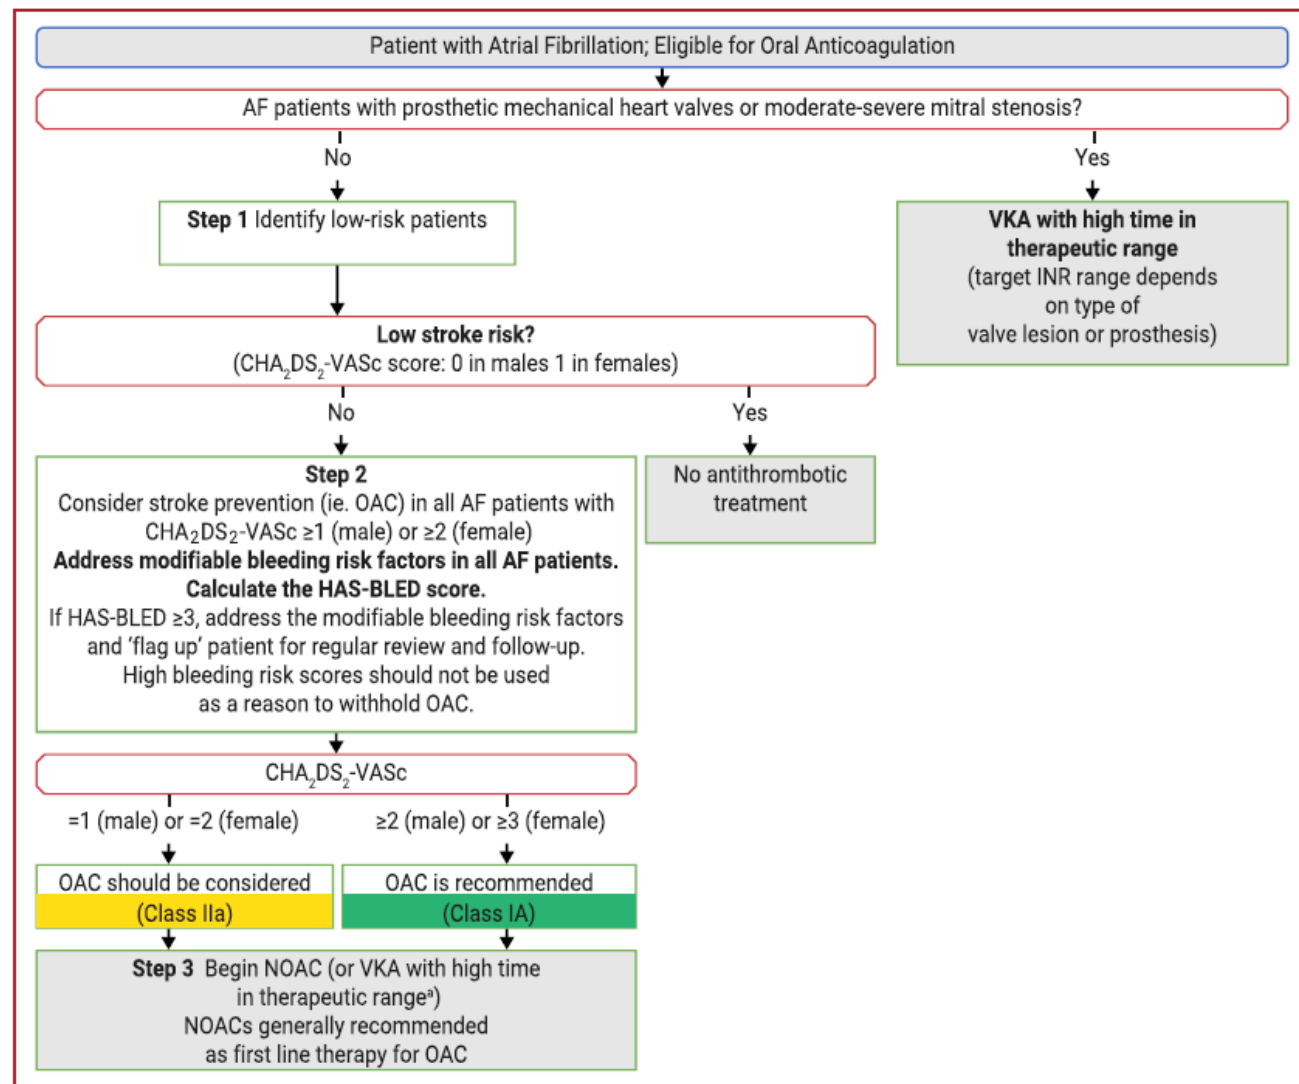 Patient with Atrial Fibrillation; Eligible for Oral Anticoagulation
AF patients with prosthetic mechanical heart valves or moderate-severe mitral stenosis?
No
Yes
Step 1 Identify low-risk patients
VKA with high time in
therapeutic range
(target INR range depends
on type of
valve lesion or prosthesis)
Low stroke risk?
(CHA₂DS₂-VASc score: 0 in males 1 in females)
No
Yes
Step 2
Consider stroke prevention (ie. OAC) in all AF patients with
CHA₂DS₂-VASc ≥1 (male) or ≥2 (female)
Address modifiable bleeding risk factors in all AF patients.
Calculate the HAS-BLED score.
If HAS-BLED ≥3, address the modifiable bleeding risk factors
and ‘flag up’ patient for regular review and follow-up.
High bleeding risk scores should not be used
as a reason to withhold OAC.
No antithrombotic
treatment
CHA₂DS₂-VASc
=1 (male) or =2 (female)
≥2 (male) or ≥3 (female)
OAC should be considered
(Class IIa)
OAC is recommended
(Class IA)
Step 3 Begin NOAC (or VKA with high time
in therapeutic rangeª)
NOACs generally recommended
as first line therapy for OAC